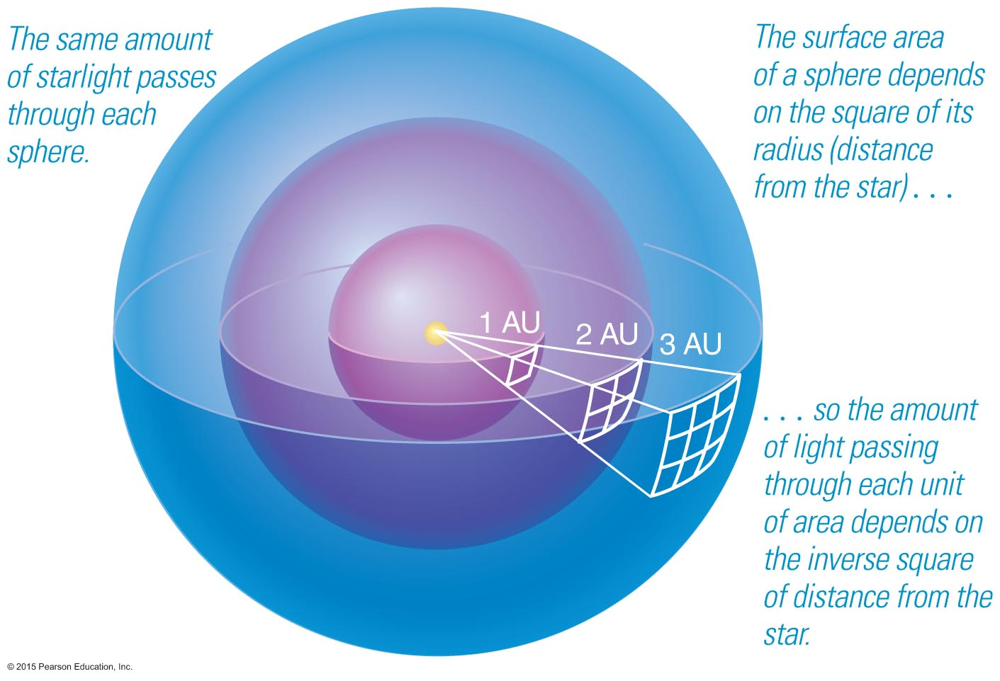 The same amount
of starlight passes
through each
sphere.
The surface area
of a sphere depends
on the square of its
radius (distance
from the star) . . .
1 AU
2 AU
3 AU
. . . so the amount
of light passing
through each unit
of area depends on
the inverse square
of distance from the
star.
© 2015 Pearson Education, Inc.